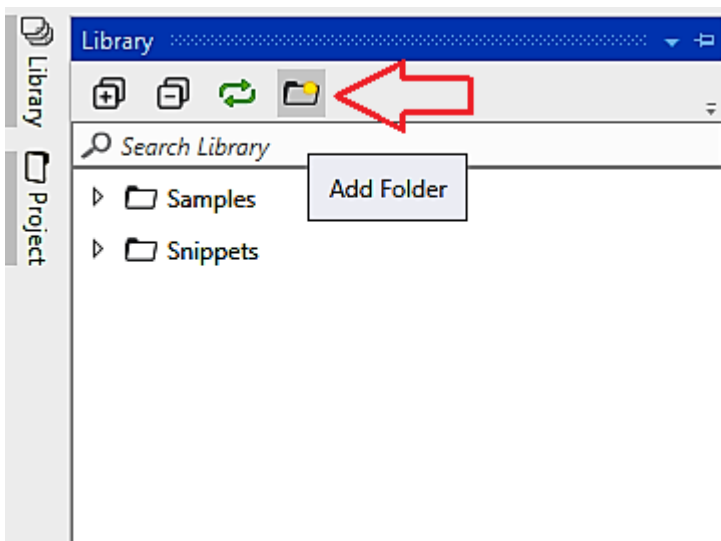 Library
Library
Project
Search Library
Add Folder
Samples
Snippets